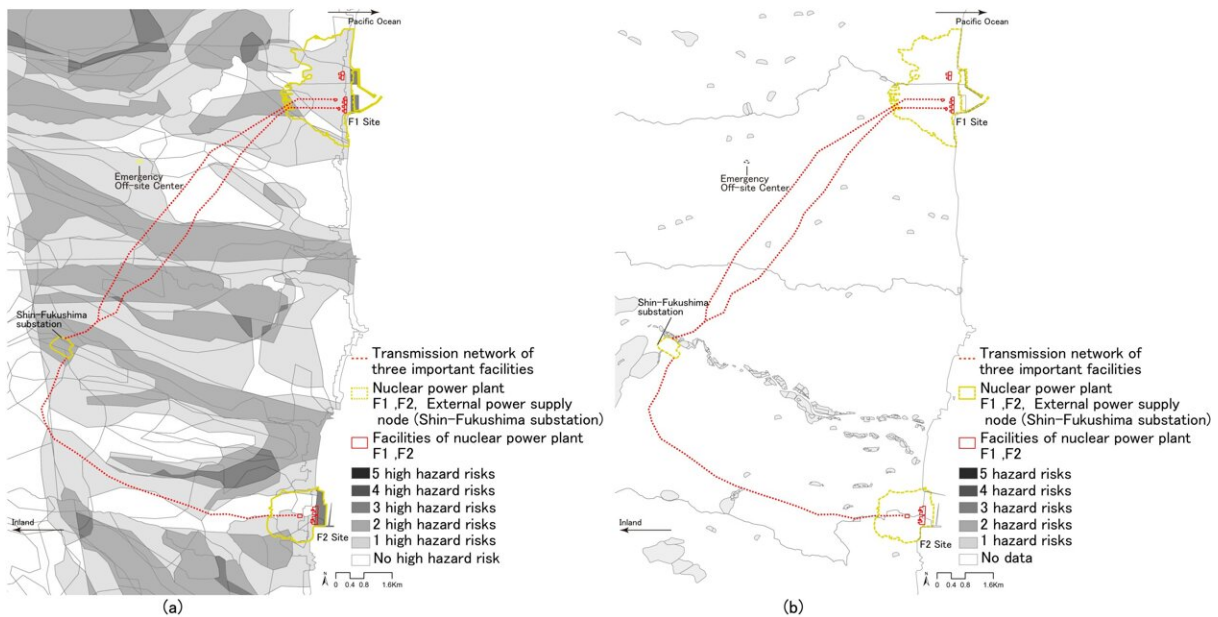 Pacific Ocean
F1 Site
Emergency
Off-site Center
Shin-Fukushima
substation
Transmission network of
three important facilities
Nuclear power plant
F1 ,F2, External power supply
node (Shin-Fukushima substation)
Facilities of nuclear power plant
F1 ,F2
5 high hazard risks
4 high hazard risks
3 high hazard risks
2 high hazard risks
1 high hazard risks
No high hazard risk
Inland
F2 Site
N
0 0.4 0.8 1.6Km
(a)
Pacific Ocean
F1 Site
Emergency
Off-site Center
Shin-Fukushima
substation
Transmission network of
three important facilities
Nuclear power plant
F1 ,F2, External power supply
node (Shin-Fukushima substation)
Facilities of nuclear power plant
F1 ,F2
5 hazard risks
4 hazard risks
3 hazard risks
2 hazard risks
1 hazard risks
No data
Inland
F2 Site
N
0 0.4 0.8 1.6Km
(b)